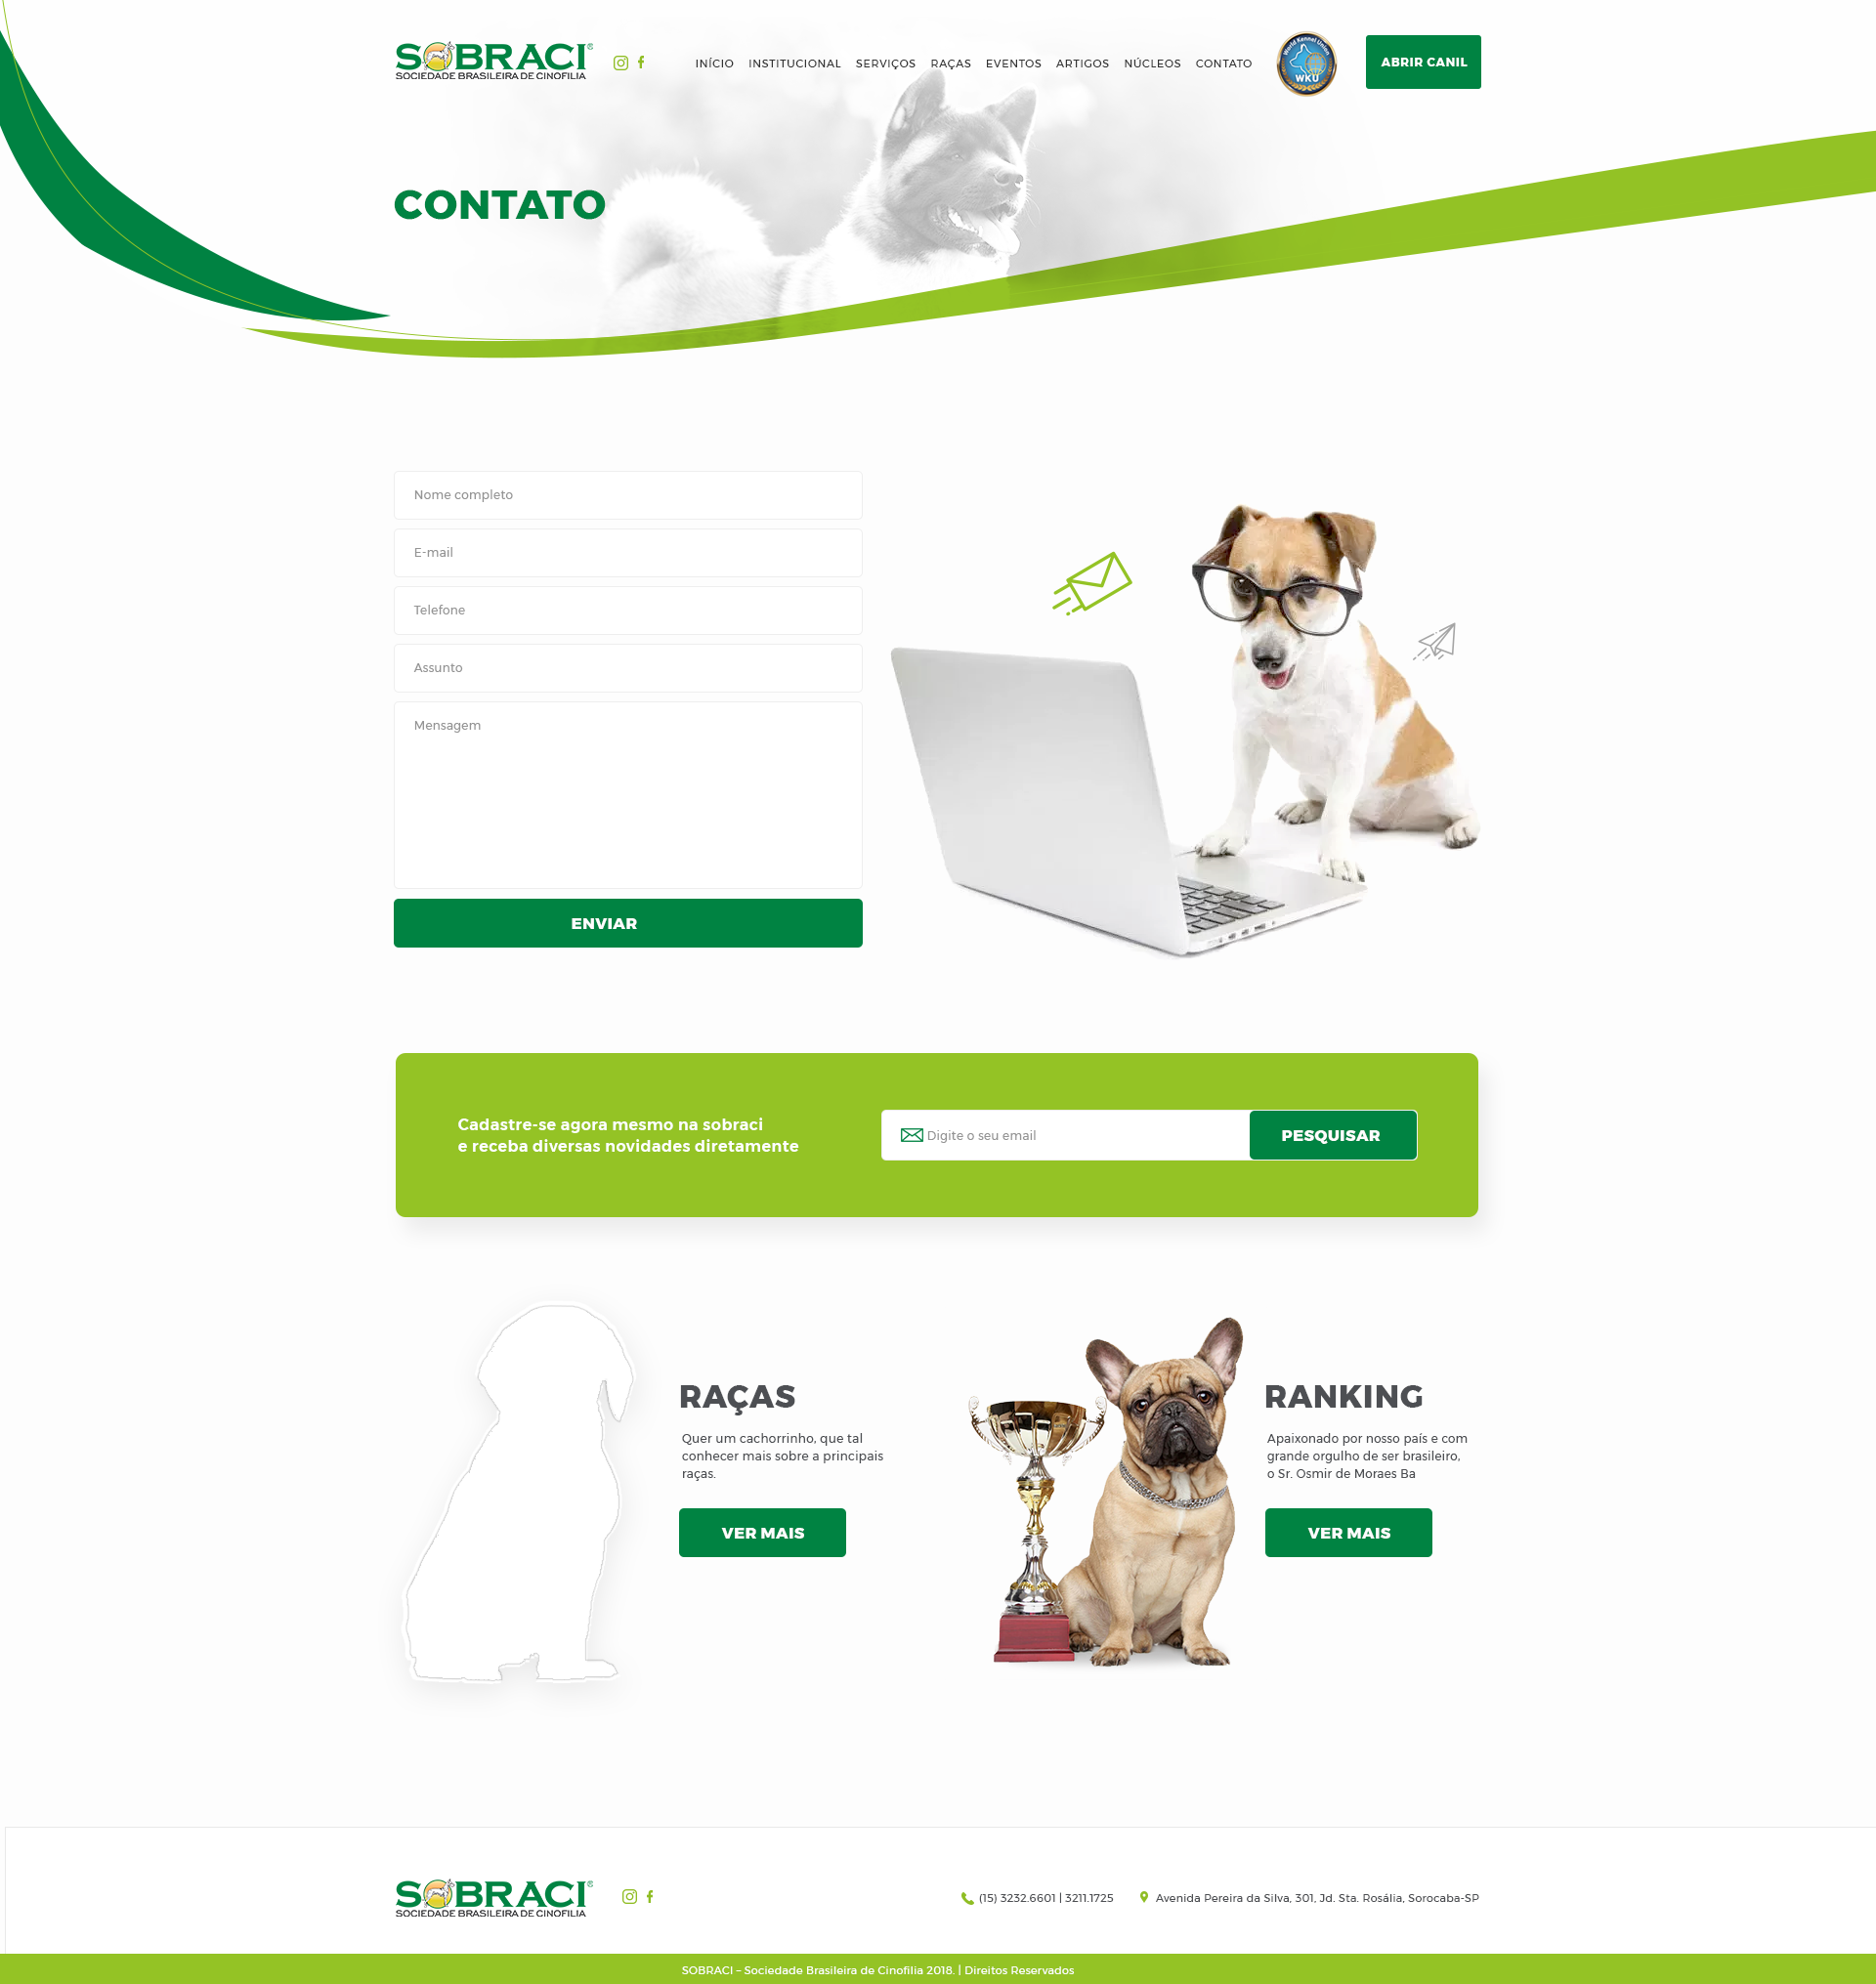 SOBRACI®
SOCIEDADE BRASILEIRA DE CINOFILIA
INÍCIO INSTITUCIONAL SERVIÇOS RAÇAS EVENTOS ARTIGOS NÚCLEOS CONTATO
World Kennel Union
WKU
ABRIR CANIL
CONTATO
Nome completo
E-mail
Telefone
Assunto
Mensagem
ENVIAR
Cadastre-se agora mesmo na sobraci
e receba diversas novidades diretamente
Digite o seu email
PESQUISAR
RAÇAS
Quer um cachorrinho, que tal
conhecer mais sobre a principais
raças.
VER MAIS
RANKING
Apaixonado por nosso país e com
grande orgulho de ser brasileiro,
o Sr. Osmir de Moraes Ba
VER MAIS
SOBRACI®
SOCIEDADE BRASILEIRA DE CINOFILIA
(15) 3232.6601 | 3211.1725
Avenida Pereira da Silva, 301, Jd. Sta. Rosália, Sorocaba-SP
SOBRACI – Sociedade Brasileira de Cinofilia 2018. | Direitos Reservados